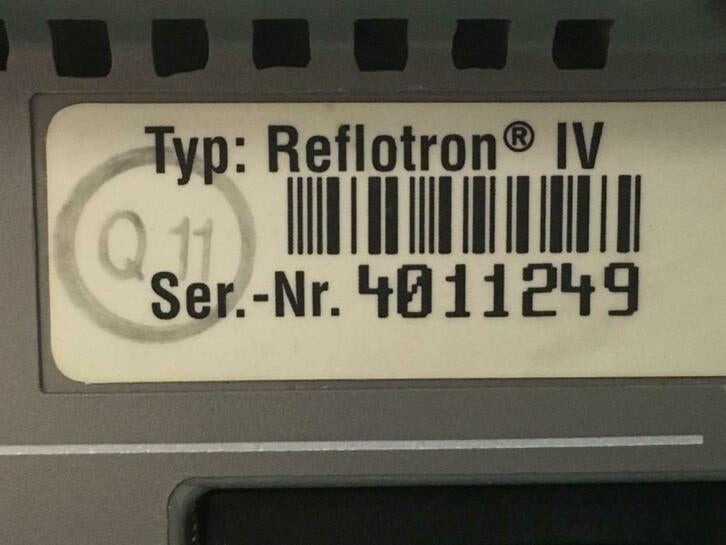 Typ: Reflotron® IV
Q 11
Ser.-Nr. 4011249